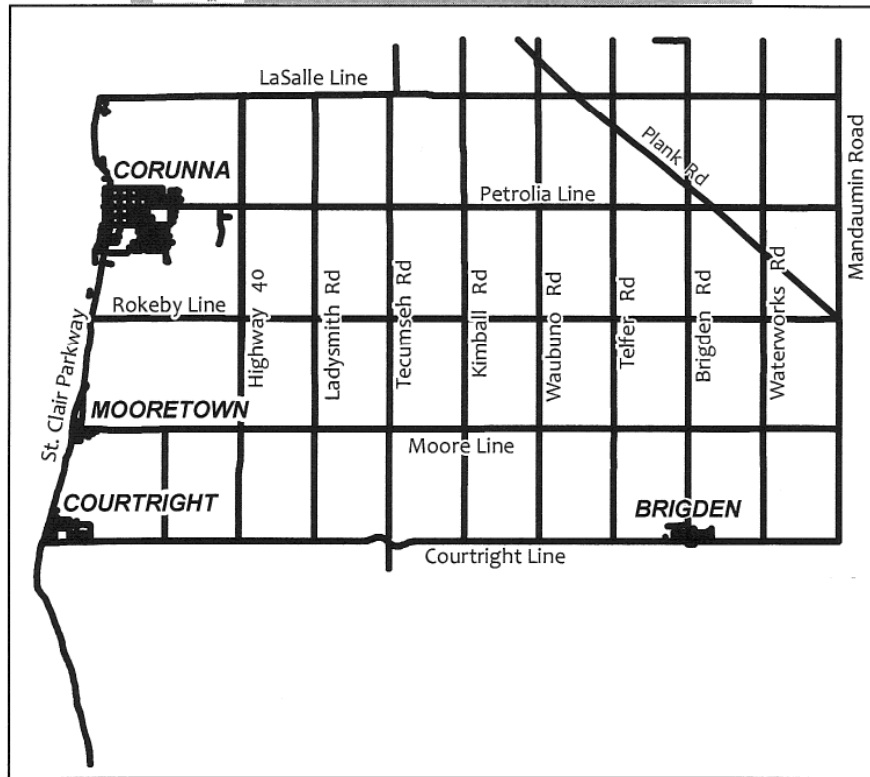 LaSalle Line
CORUNNA
Plank Rd
Petrolia Line
Mandaumin Road
Rokeby Line
Highway 40
Ladysmith Rd
Tecumseh Rd
Kimball Rd
Waubuno Rd
Telfer Rd
Brigden Rd
Waterworks Rd
St. Clair Parkway
MOORETOWN
Moore Line
COURTRIGHT
BRIGDEN
Courtright Line